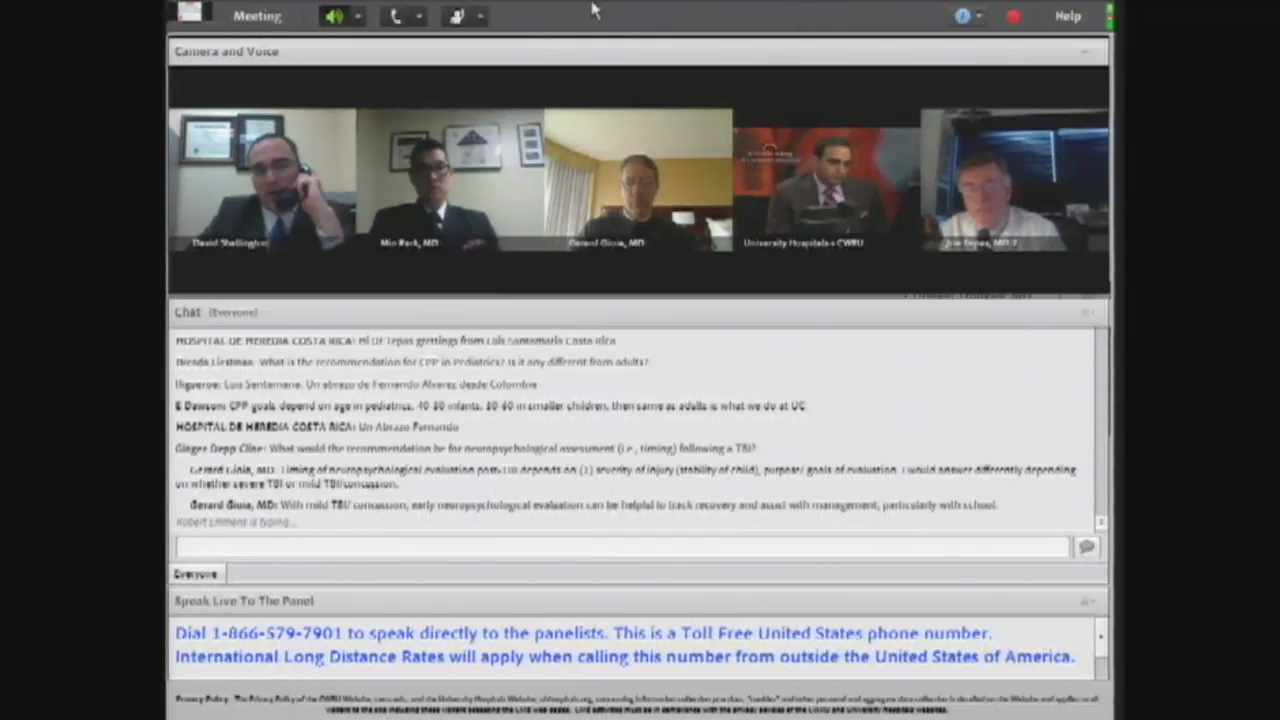 Meeting
Help
Camera and Voice
David Shellington
Min Park, MD
Gerard Gioia, MD
University Hospitals CWRU
Joe Tepas, MD 2
Chat (Everyone)
HOSPITAL DE HEREDIA COSTA RICA: Hi Dr Tepas greetings from Luis Santamaria Costa Rica
What is the recommendation for CPP in Pediatrics? Is it any different from adults?
Luis Santamaria. Un abrazo de Fernando Alvarez desde Colombia
E Dawson: CPP goals depend on age in pediatrics. 40-50 infants, 50-60 in smaller children, then same as adults is what we do at UC
HOSPITAL DE HEREDIA COSTA RICA: Un Abrazo Fernando
Ginger Depp Cline: What would the recommendation be for neuropsychological assessment (i.e., timing) following a TBI?
Gerard Gioia, MD: Timing of neuropsychological evaluation post-TBI depends on (1) severity of injury (stability of child), purpose/ goals of evaluation. I would answer differently depending
on whether severe TBI or mild TBI/concussion.
Gerard Gioia, MD: With mild TBI/ concussion, early neuropsychological evaluation can be helpful to track recovery and assist with management, particularly with school.
is typing...
Everyone
Speak Live To The Panel
Dial 1-866-579-7901 to speak directly to the panelists. This is a Toll Free United States phone number.
International Long Distance Rates will apply when calling this number from outside the United States of America.
Privacy Policy